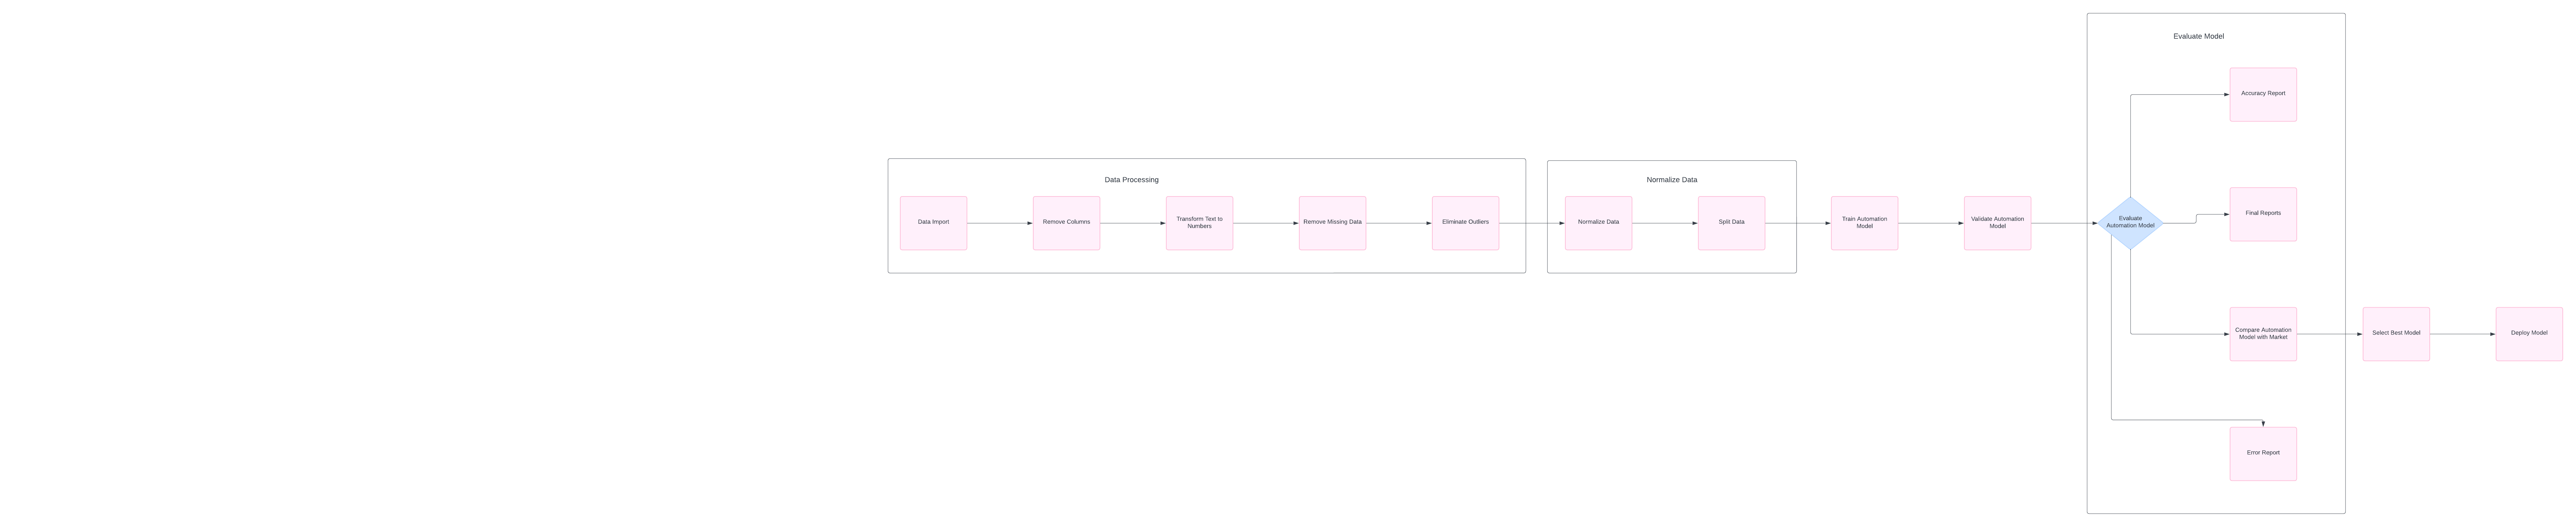 Evaluate Model
Accuracy Report
Data Processing
Normalize Data
Data Import
Remove Columns
Transform Text to
Numbers
Remove Missing Data
Eliminate Outliers
Normalize Data
Split Data
Train Automation
Model
Validate Automation
Model
Evaluate
Automation Model
Final Reports
Compare Automation
Model with Market
Select Best Model
Deploy Model
Error Report